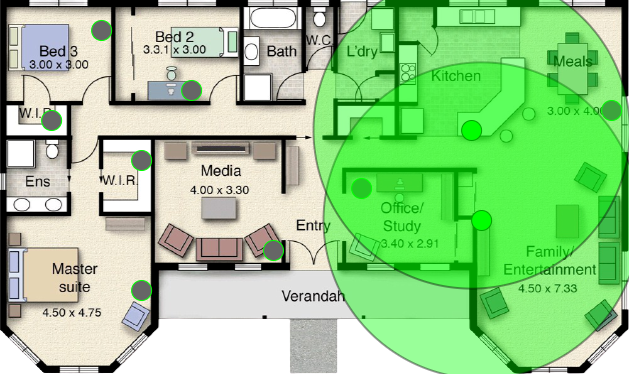 Bed 3
3.00 x 3.00
Bed 2
3.3.1 x 3.00
Bath
W.C
L'dry
Kitchen
Meals
3.00 x 4.00
W.I.R.
Ens
W.I.R.
Media
4.00 x 3.30
Entry
Office/
Study
3.40 x 2.91
Master
suite
4.50 x 4.75
Verandah
Family/
Entertainment
4.50 x 7.33